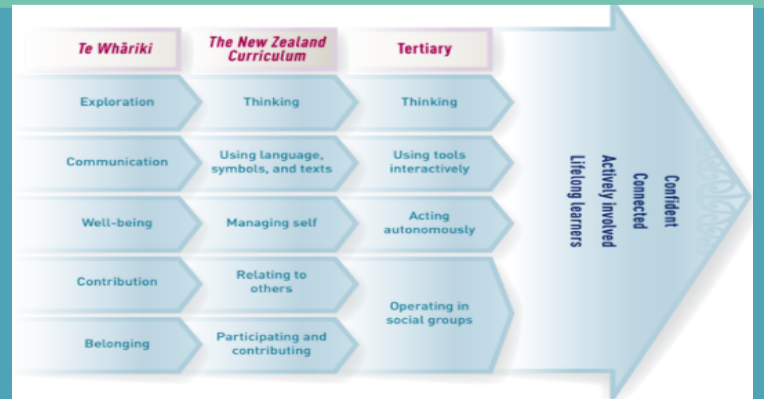 Te Whāriki
The New Zealand
Curriculum
Tertiary
Exploration
Thinking
Thinking
Communication
Using language,
symbols, and texts
Using tools
interactively
Well-being
Managing self
Acting
autonomously
Contribution
Relating to
others
Operating in
social groups
Belonging
Participating and
contributing
Confident
Connected
Actively involved
Lifelong learners